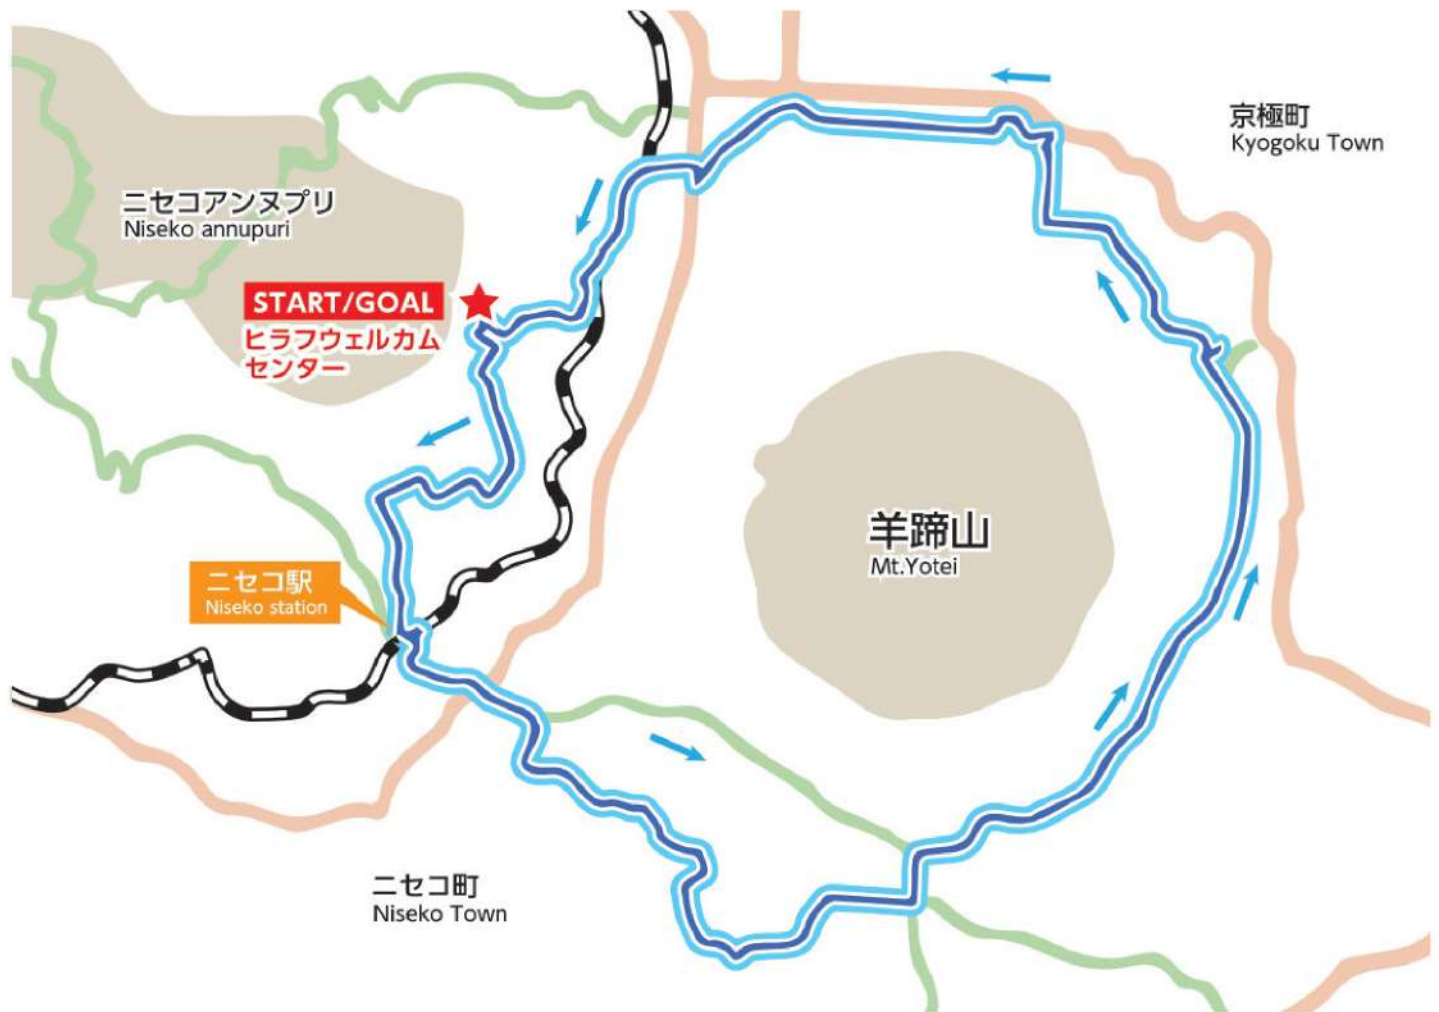 京極町
Kyogoku Town
ニセコアンヌプリ
Niseko annupuri
START/GOAL
ヒラフウェルカム
センター
羊蹄山
Mt.Yotei
ニセコ駅
Niseko station
ニセコ町
Niseko Town